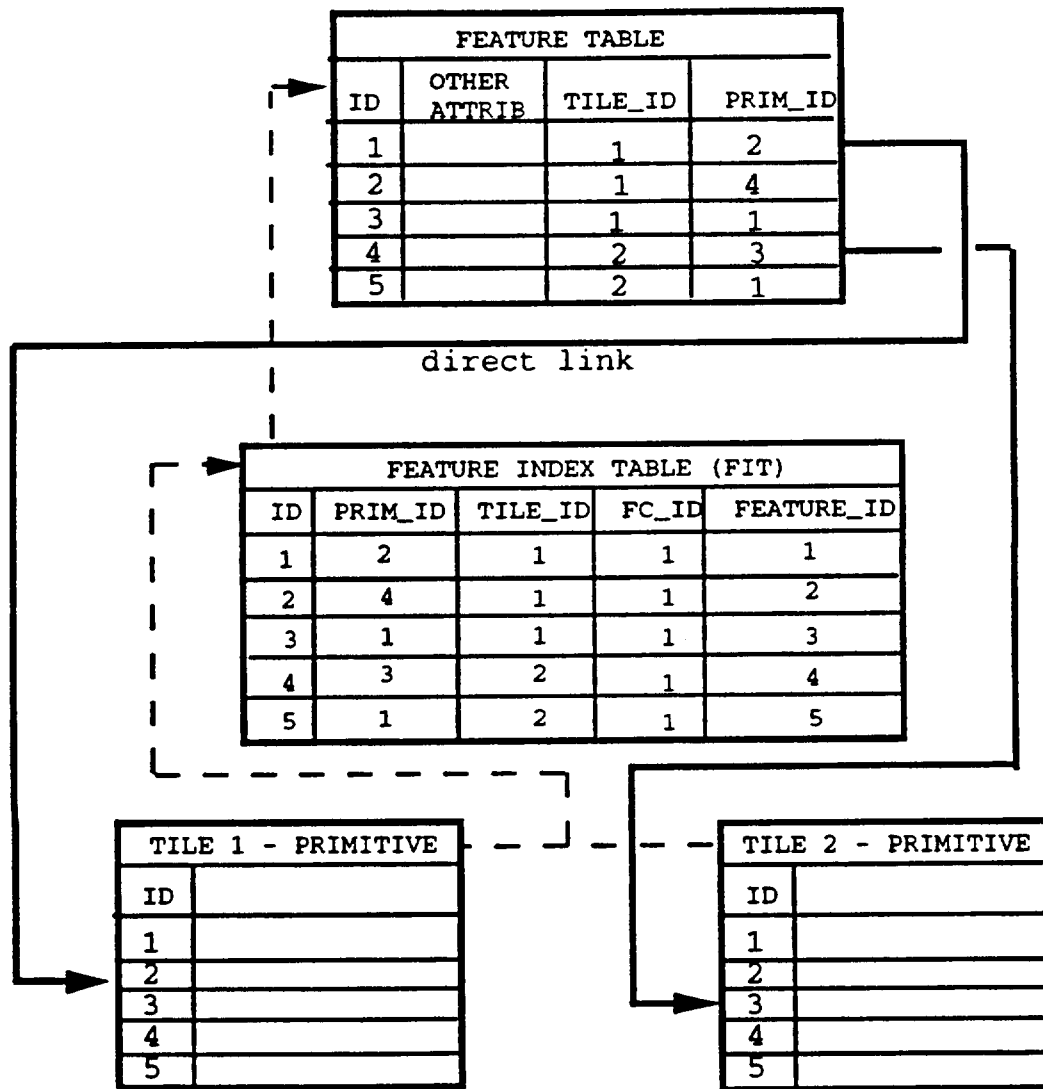 FEATURE TABLE
ID OTHER ATTRIB TILE_ID PRIM_ID
1 1 2
2 1 4
3 1 1
4 2 3
5 2 1
direct link
FEATURE INDEX TABLE (FIT)
ID PRIM_ID TILE_ID FC_ID FEATURE_ID
1 2 1 1 1
2 4 1 1 2
3 1 1 1 3
4 3 2 1 4
5 1 2 1 5
TILE 1 - PRIMITIVE
ID
1
2
3
4
5
TILE 2 - PRIMITIVE
ID
1
2
3
4
5